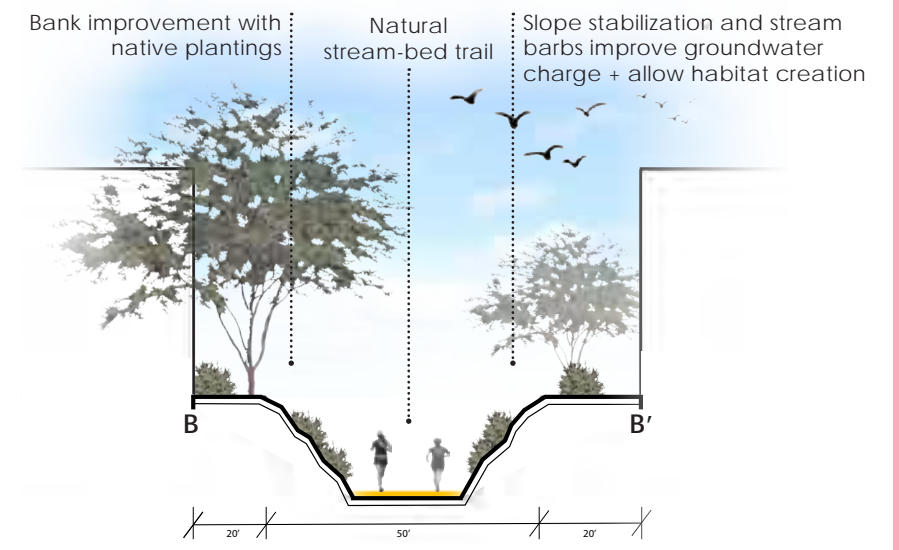 Bank improvement with
native plantings
Natural
stream-bed trail
Slope stabilization and stream
barbs improve groundwater
charge + allow habitat creation
B
B′
20′
50′
20′